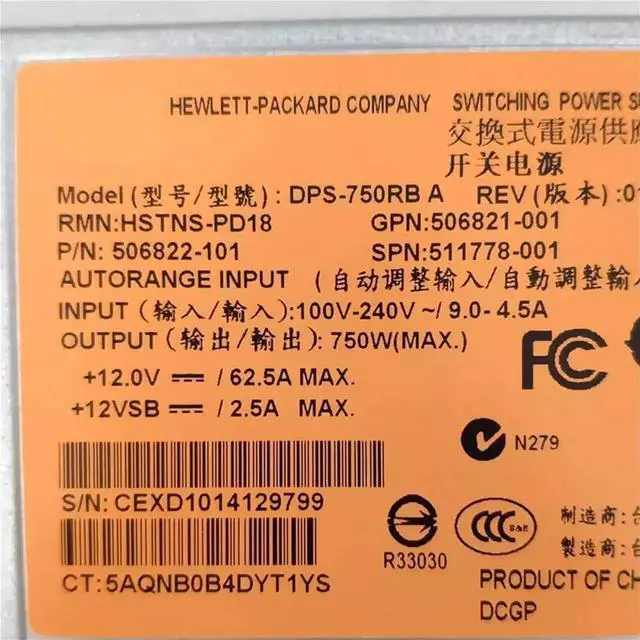 HEWLETT-PACKARD COMPANY SWITCHING POWER
交換式電源供應
开关电源
Model (型号/型號) : DPS-750RB A REV (版本) :0
RMN:HSTNS-PD18 GPN:506821-001
P/N: 506822-101 SPN:511778-001
AUTORANGE INPUT (自动调整输入/自動調整輸入
INPUT (输入/輸入):100V-240V ~/ 9.0- 4.5A
OUTPUT (输出/輸出): 750W(MAX.)
+12.0V ⎓ / 62.5A MAX.
+12VSB ⎓ / 2.5A MAX.
FC
N279
S/N: CEXD1014129799
R33030
CCC S&E
制造商:台
製造商:台
CT:5AQNB0B4DYT1YS
PRODUCT OF CH
DCGP